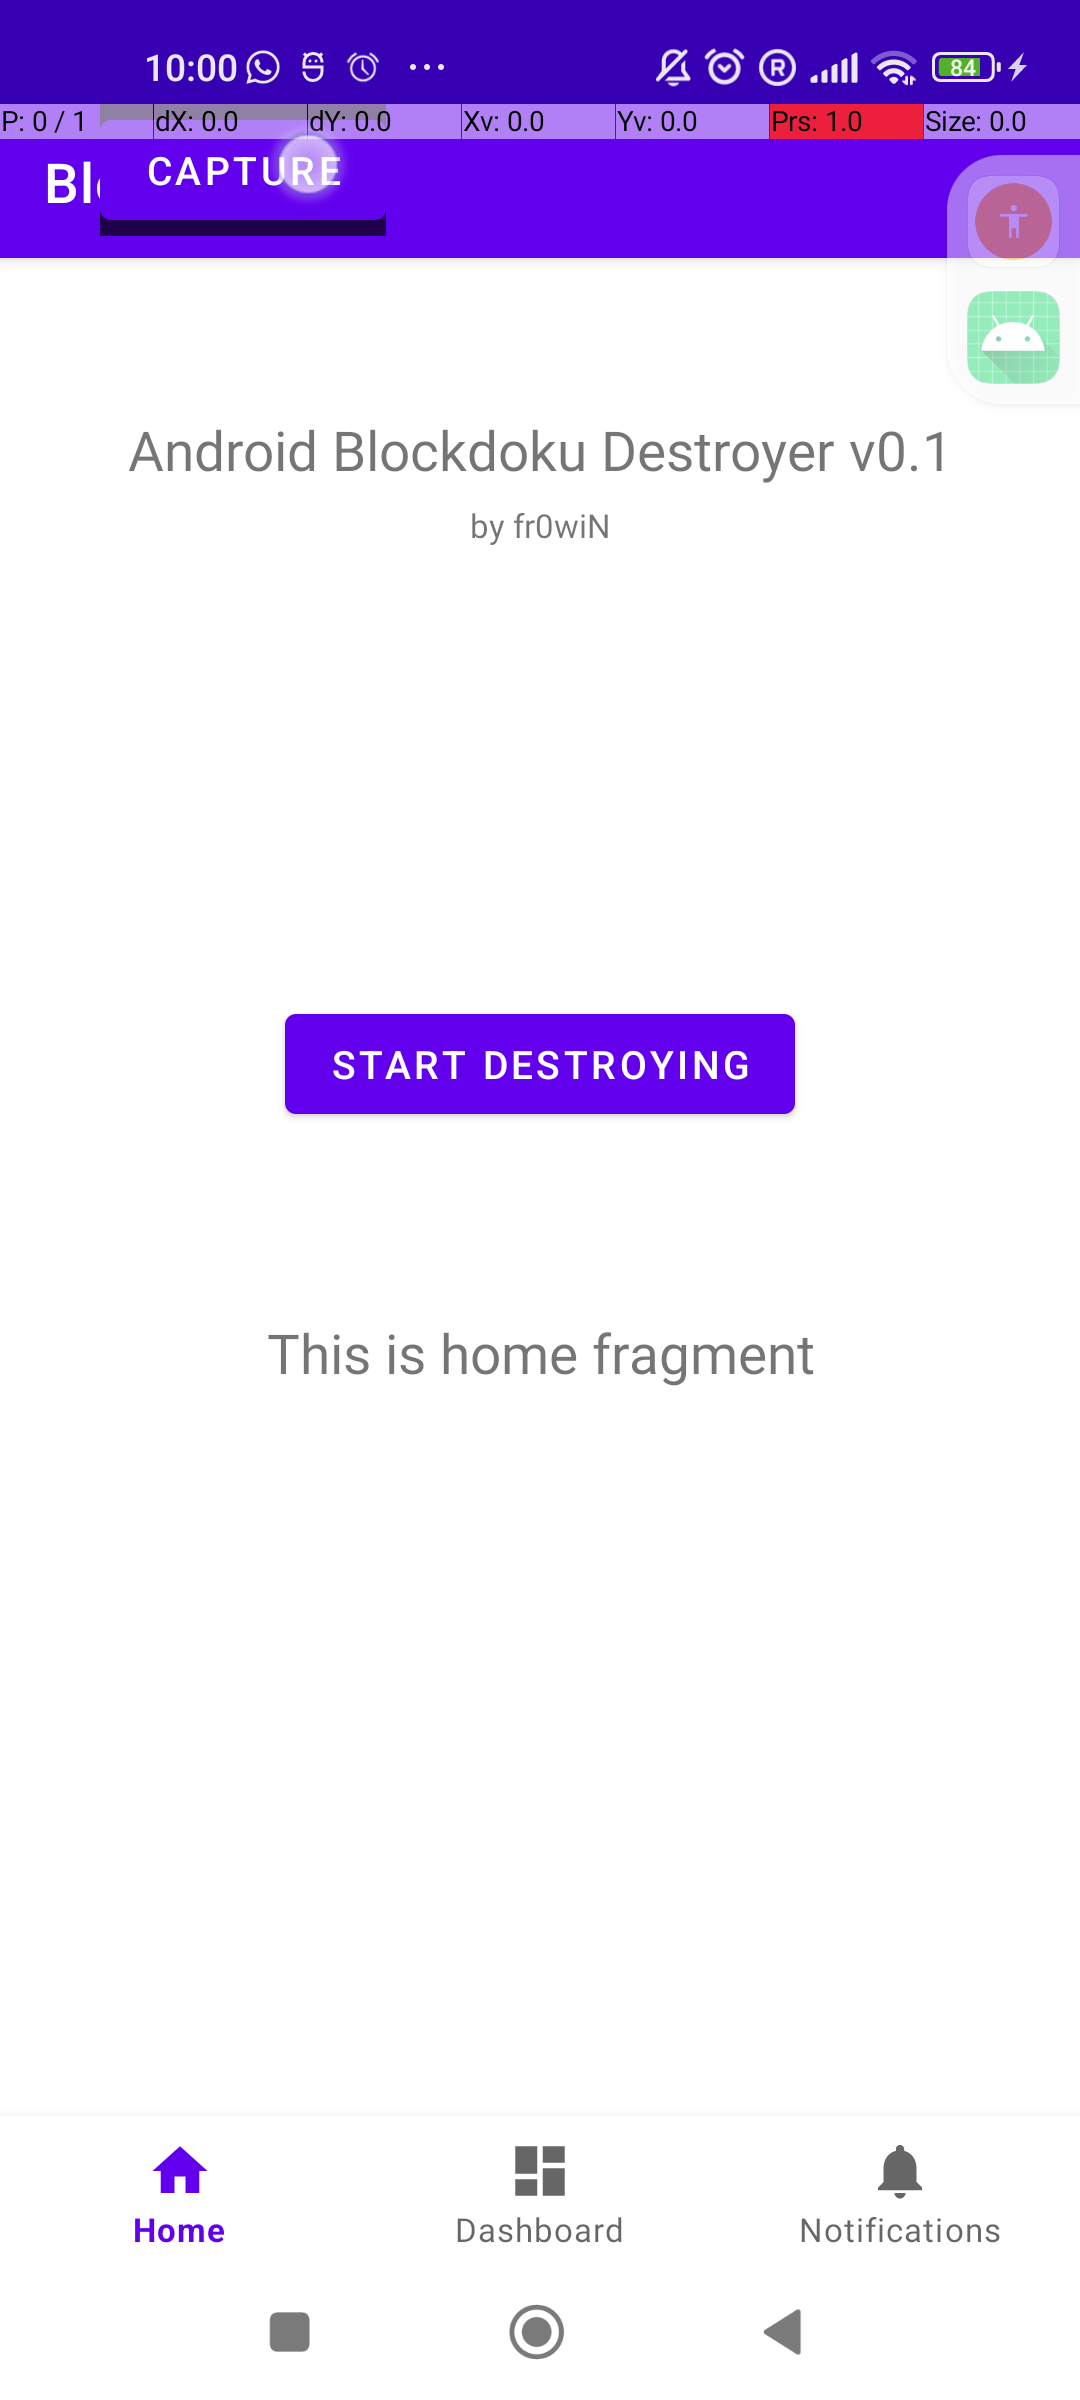 10:00
84
P: 0 / 1 dX: 0.0 dY: 0.0 Xv: 0.0 Yv: 0.0 Prs: 1.0 Size: 0.0
CAPTURE
Android Blockdoku Destroyer v0.1
by fr0wiN
START DESTROYING
This is home fragment
Home Dashboard Notifications